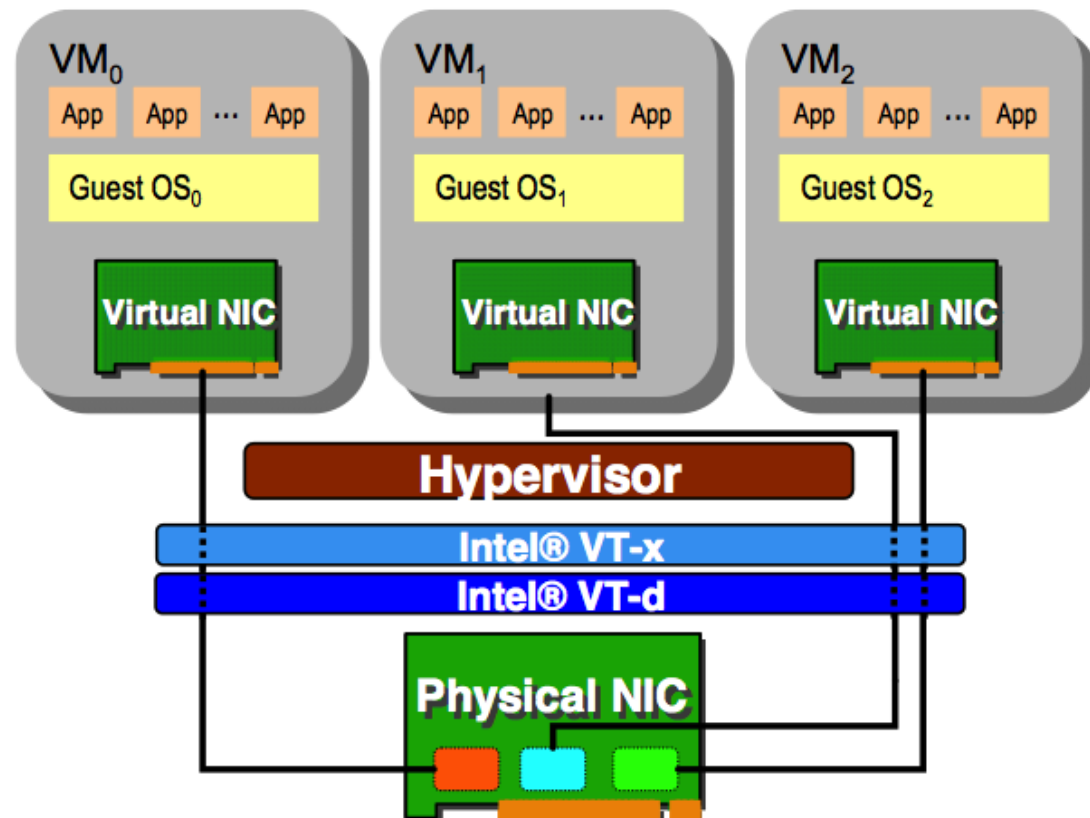 VM₀
App App ... App
Guest OS₀
Virtual NIC
VM₁
App App ... App
Guest OS₁
Virtual NIC
VM₂
App App ... App
Guest OS₂
Virtual NIC
Hypervisor
Intel® VT-x
Intel® VT-d
Physical NIC